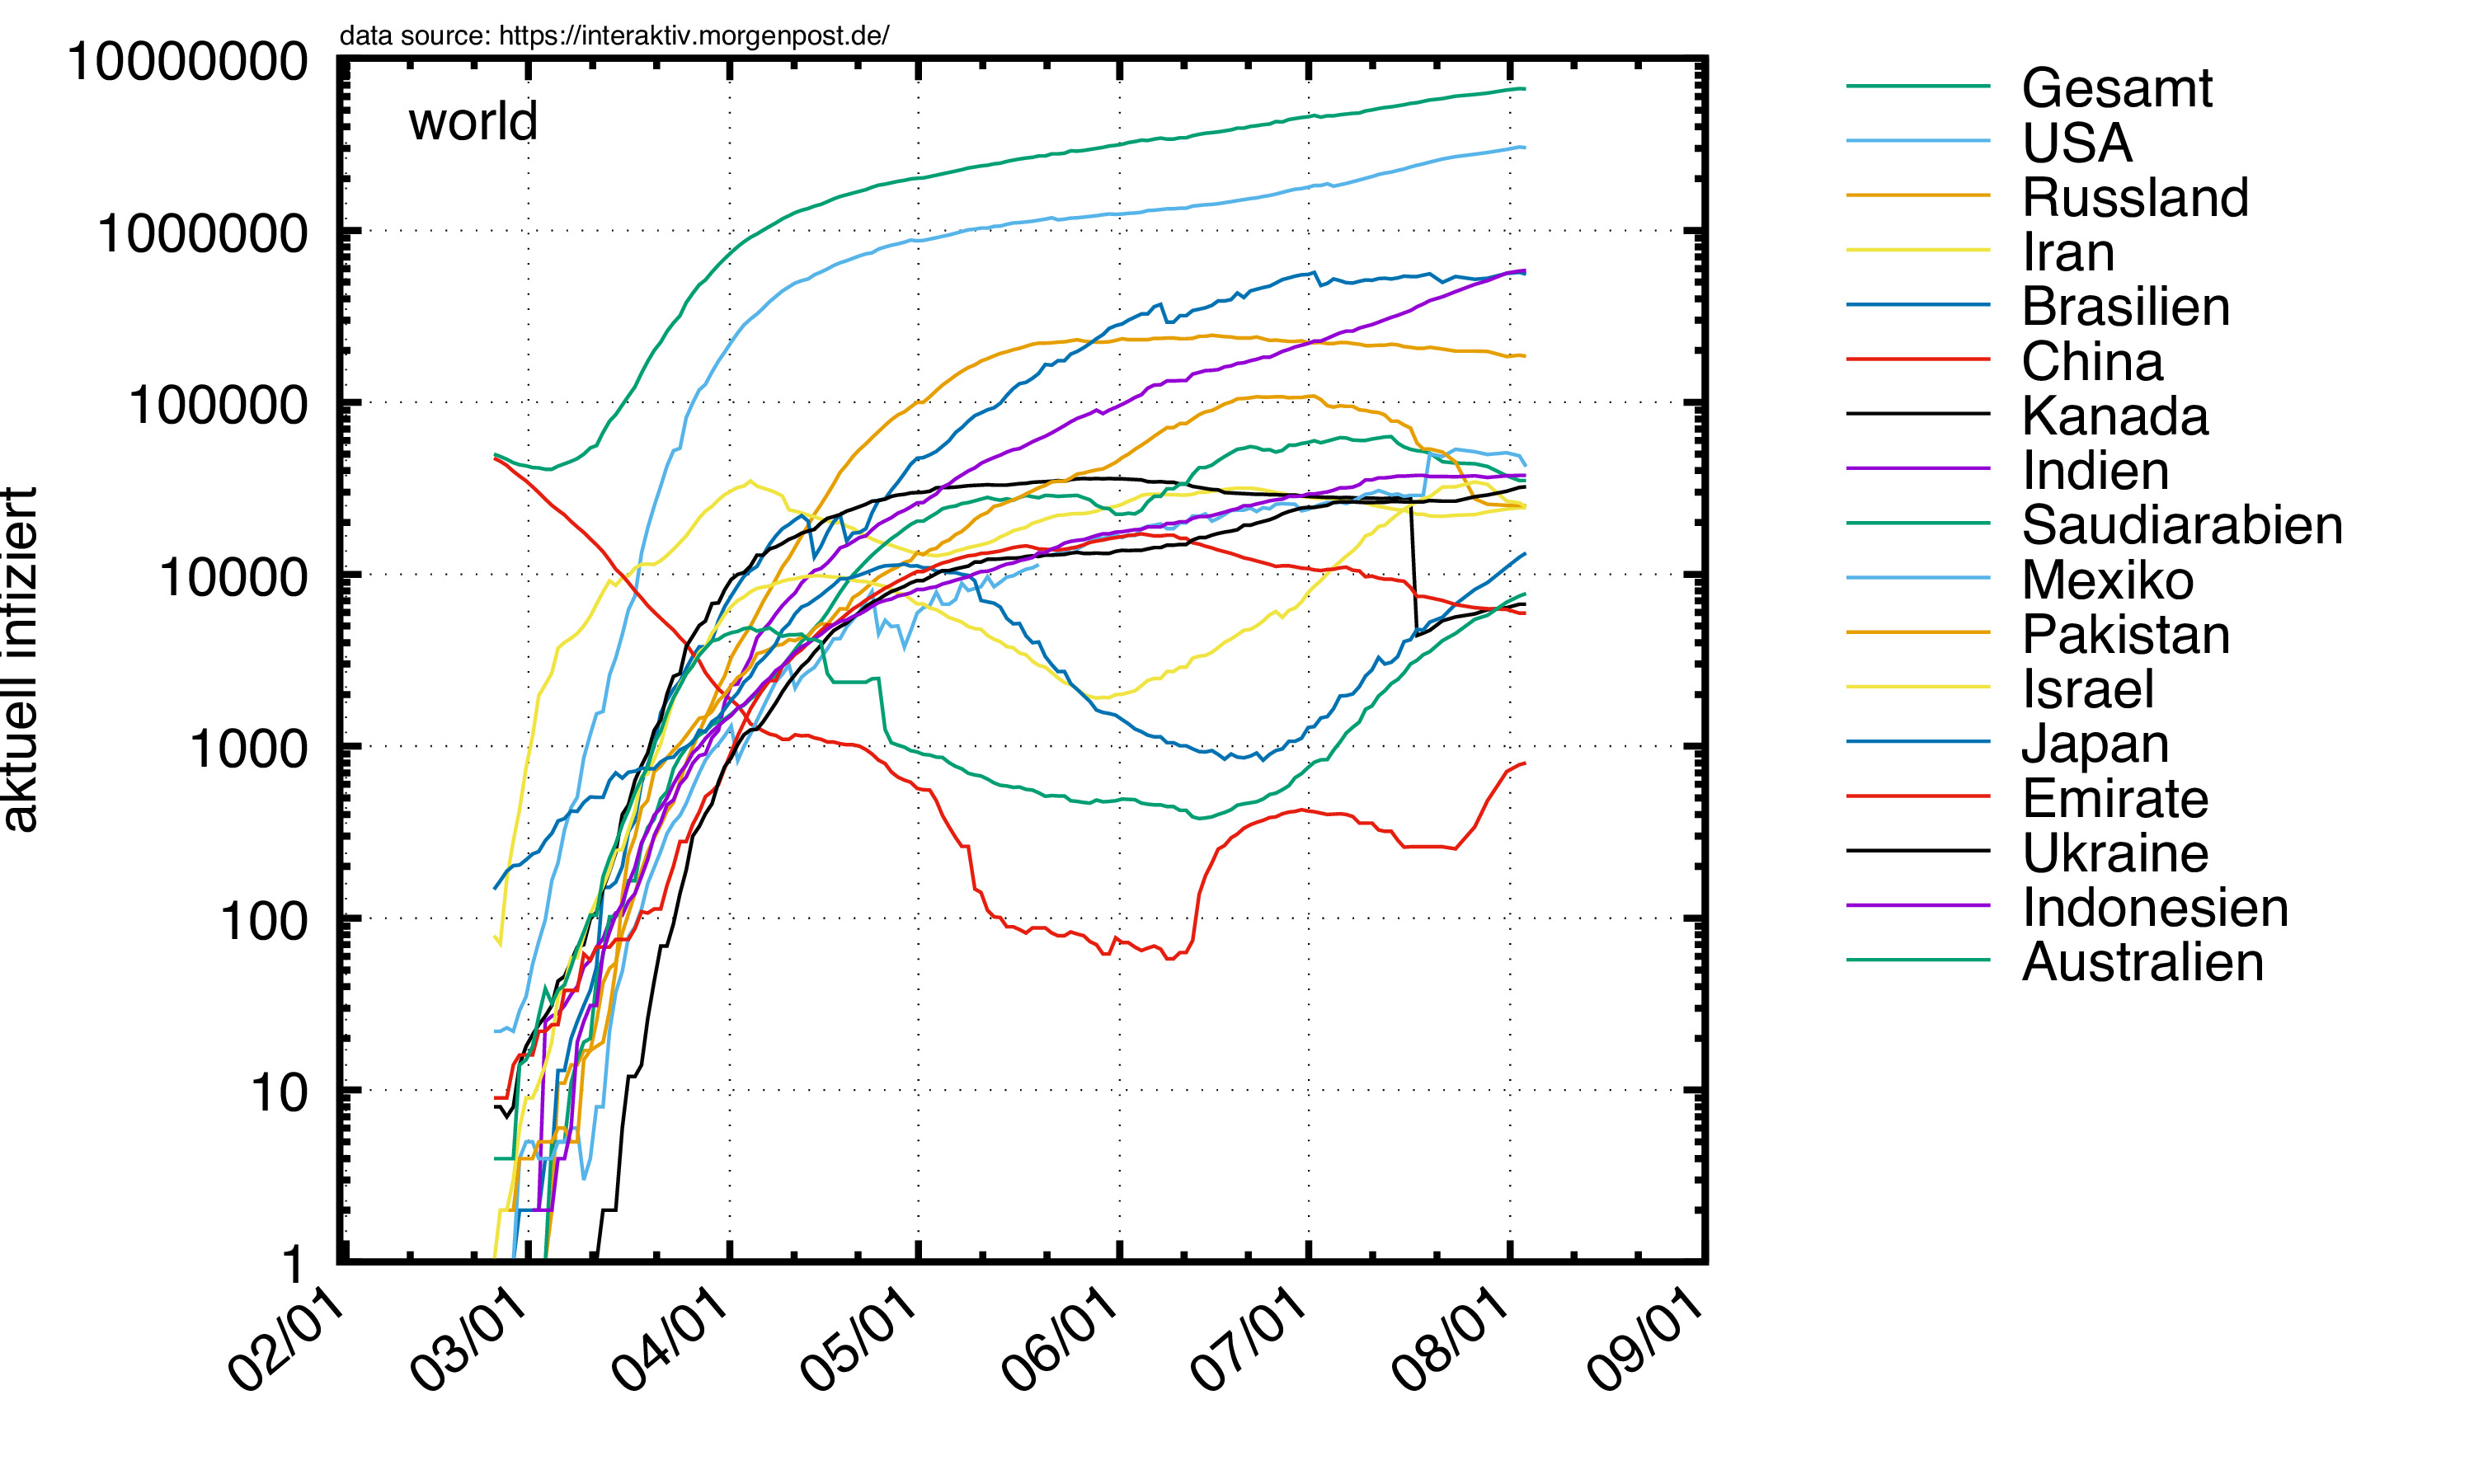 data source: https://interaktiv.morgenpost.de/
world
aktuell infiziert
10000000
1000000
100000
10000
1000
100
10
1
02/01
03/01
04/01
05/01
06/01
07/01
08/01
09/01
Gesamt
USA
Russland
Iran
Brasilien
China
Kanada
Indien
Saudiarabien
Mexiko
Pakistan
Israel
Japan
Emirate
Ukraine
Indonesien
Australien